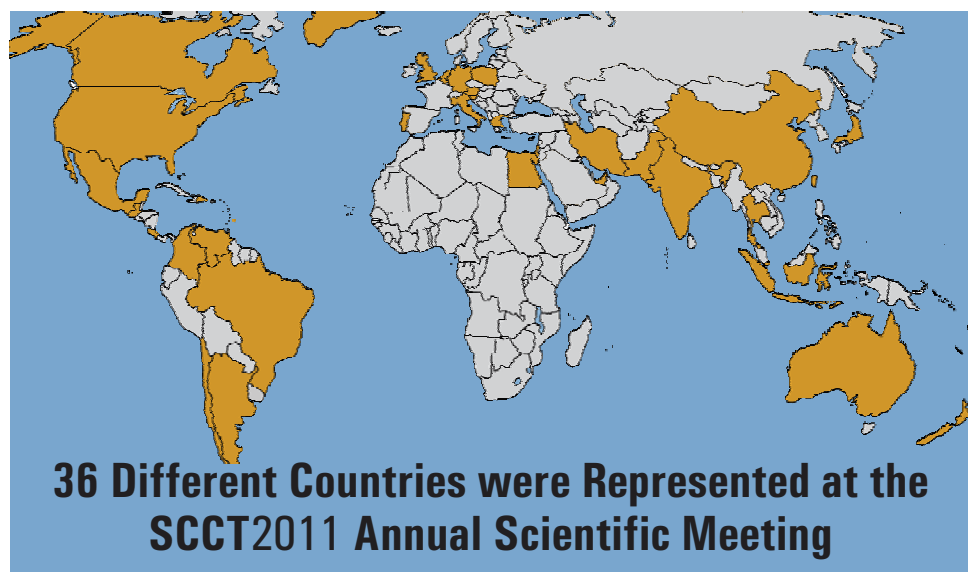 36 Different Countries were Represented at the
SCCT2011 Annual Scientific Meeting